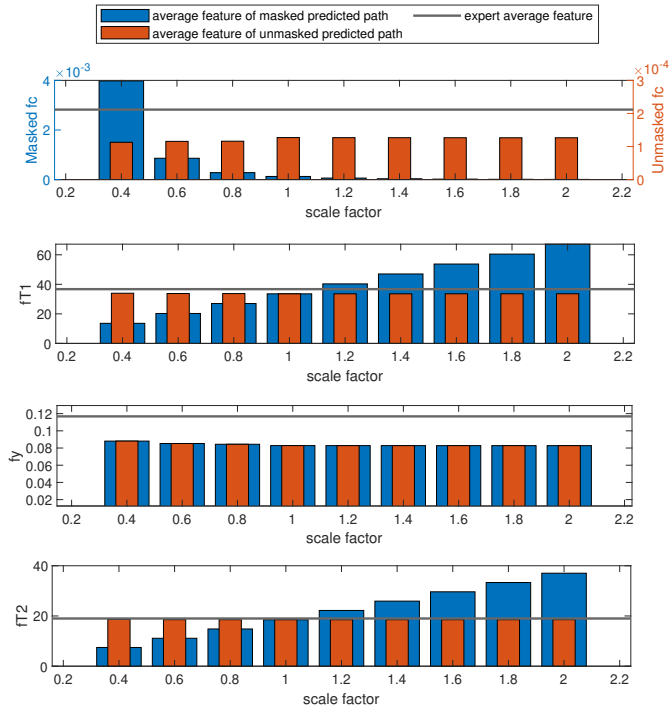 average feature of masked predicted path
expert average feature
average feature of unmasked predicted path
×10⁻³
×10⁻⁴
4
2
0
Masked fc
3
2
1
0
Unmasked fc
0.2 0.4 0.6 0.8 1 1.2 1.4 1.6 1.8 2 2.2
scale factor
60
40
20
0
fT1
0.2 0.4 0.6 0.8 1 1.2 1.4 1.6 1.8 2 2.2
scale factor
0.12
0.1
0.08
0.06
0.04
0.02
fy
0.2 0.4 0.6 0.8 1 1.2 1.4 1.6 1.8 2 2.2
scale factor
40
20
0
fT2
0.2 0.4 0.6 0.8 1 1.2 1.4 1.6 1.8 2 2.2
scale factor